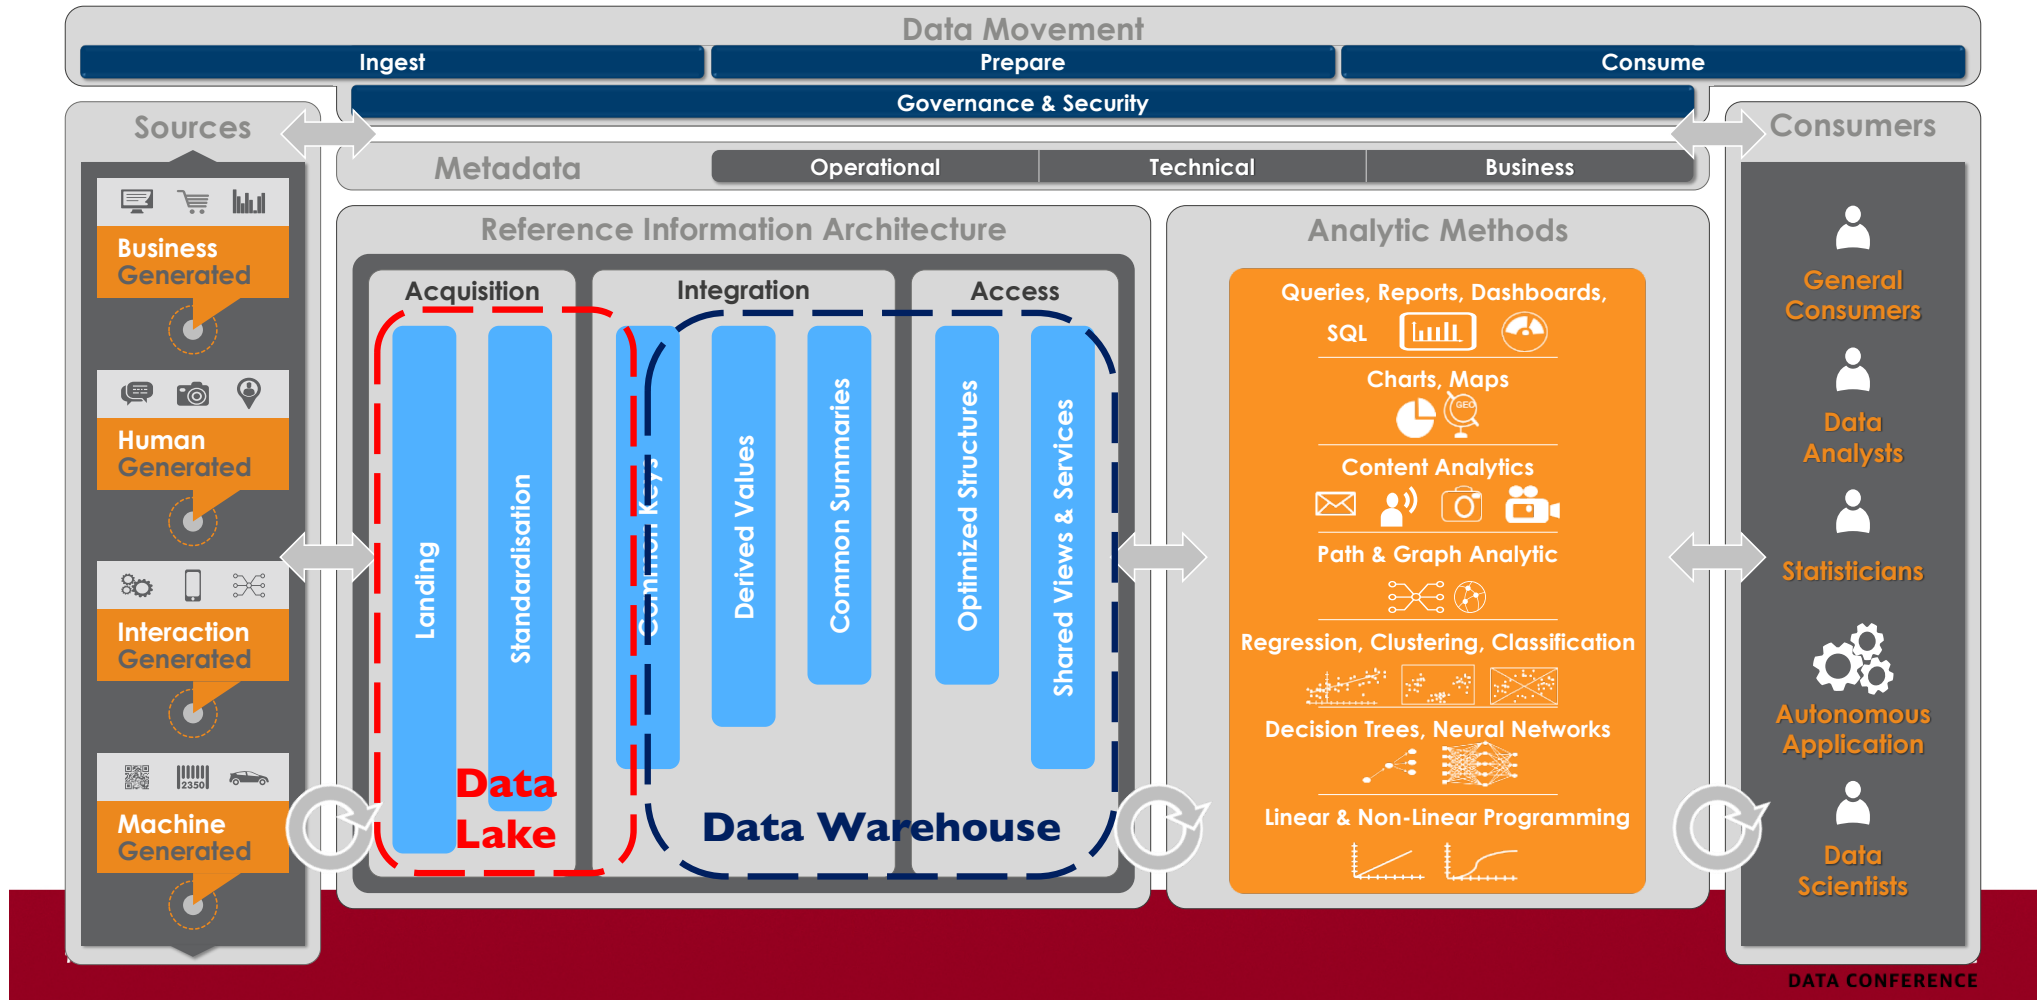 Data Movement
Ingest
Prepare
Consume
Governance & Security
Sources
Business
Generated
Human
Generated
Interaction
Generated
2350
Machine
Generated
Metadata
Operational
Technical
Business
Reference Information Architecture
Acquisition
Integration
Access
Landing
Standardisation
Common Keys
Derived Values
Common Summaries
Optimized Structures
Shared Views & Services
Data
Lake
Data Warehouse
Analytic Methods
Queries, Reports, Dashboards,
SQL
Charts, Maps
GEO
Content Analytics
Path & Graph Analytic
Regression, Clustering, Classification
Decision Trees, Neural Networks
Linear & Non-Linear Programming
Consumers
General
Consumers
Data
Analysts
Statisticians
Autonomous
Application
Data
Scientists
DATA CONFERENCE